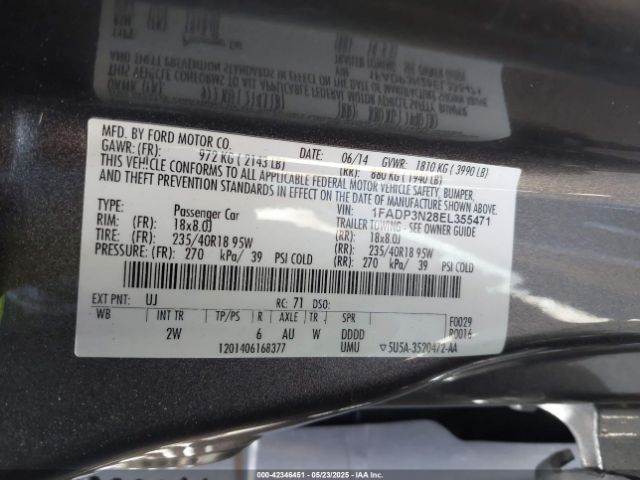 MFD. BY FORD MOTOR CO.
DATE: 06/14 GVWR: 1810 KG ( 3990 LB)
GAWR: (FR): 972 KG ( 2143 LB) (RR): 880 KG ( 1940 LB)
THIS VEHICLE CONFORMS TO ALL APPLICABLE FEDERAL MOTOR VEHICLE SAFETY, BUMPER,
AND THEFT PREVENTION STANDARDS IN EFFECT ON THE DATE OF MANUFACTURE SHOWN ABOVE.
VIN: 1FADP3N28EL355471
TYPE: Passenger Car TRAILER TOWING - SEE OWNER GUIDE
RIM: (FR): 18x8.0J (RR): 18x8.0J
TIRE: (FR): 235/40R18 95W (RR): 235/40R18 95W
PRESSURE: (FR): 270 kPa/ 39 PSI COLD (RR): 270 kPa/ 39 PSI COLD
EXT PNT: UJ RC: 71 DSO:
WB INT TR TP/PS R AXLE TR SPR F0029
2W 6 AU W DDDD R0016
1201406168377 UMU ▽5U5A-3520472-AA
000-42346451 - 05/23/2025 - IAAI.com